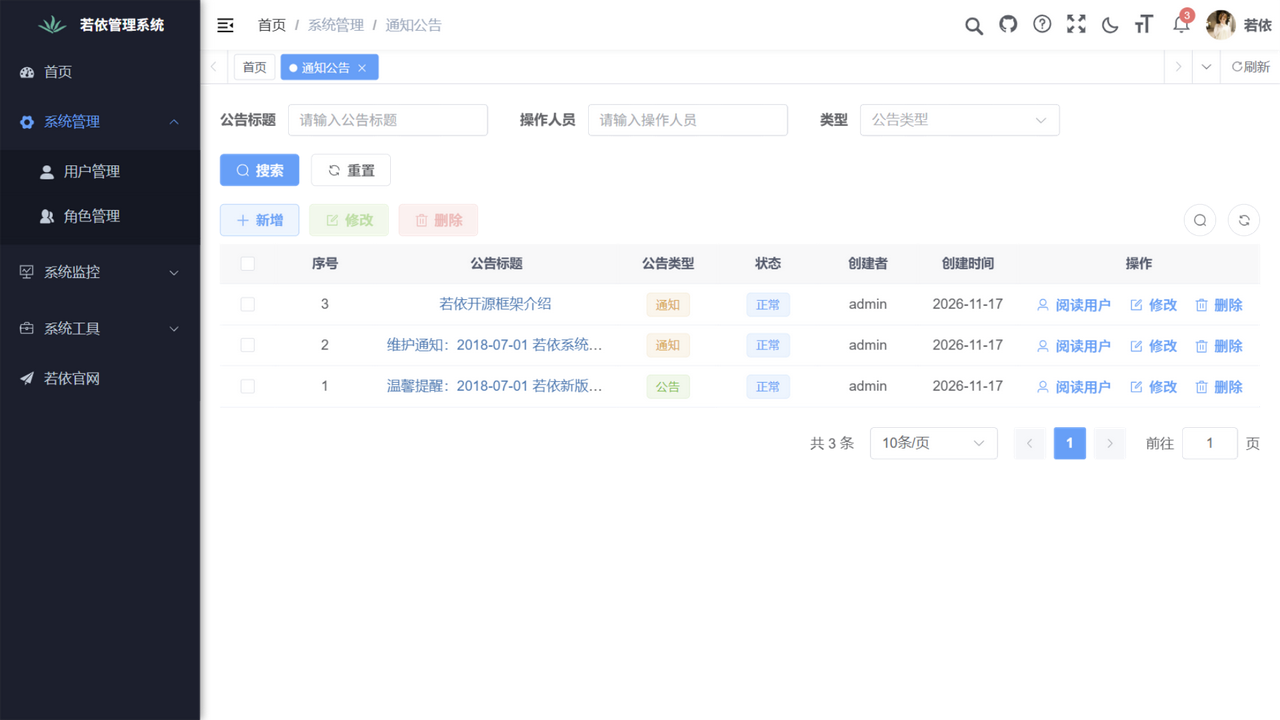 若依管理系统
首页
系统管理
用户管理
角色管理
系统监控
系统工具
若依官网
首页 / 系统管理 / 通知公告
3
若依
首页
通知公告
刷新
公告标题 请输入公告标题 操作人员 请输入操作人员 类型 公告类型
搜索 重置
新增 修改 删除
序号 公告标题 公告类型 状态 创建者 创建时间 操作
3 若依开源框架介绍 通知 正常 admin 2026-11-17 阅读用户 修改 删除
2 维护通知：2018-07-01 若依系统... 通知 正常 admin 2026-11-17 阅读用户 修改 删除
1 温馨提醒：2018-07-01 若依新版... 公告 正常 admin 2026-11-17 阅读用户 修改 删除
共 3 条 10条/页 1 前往 1 页